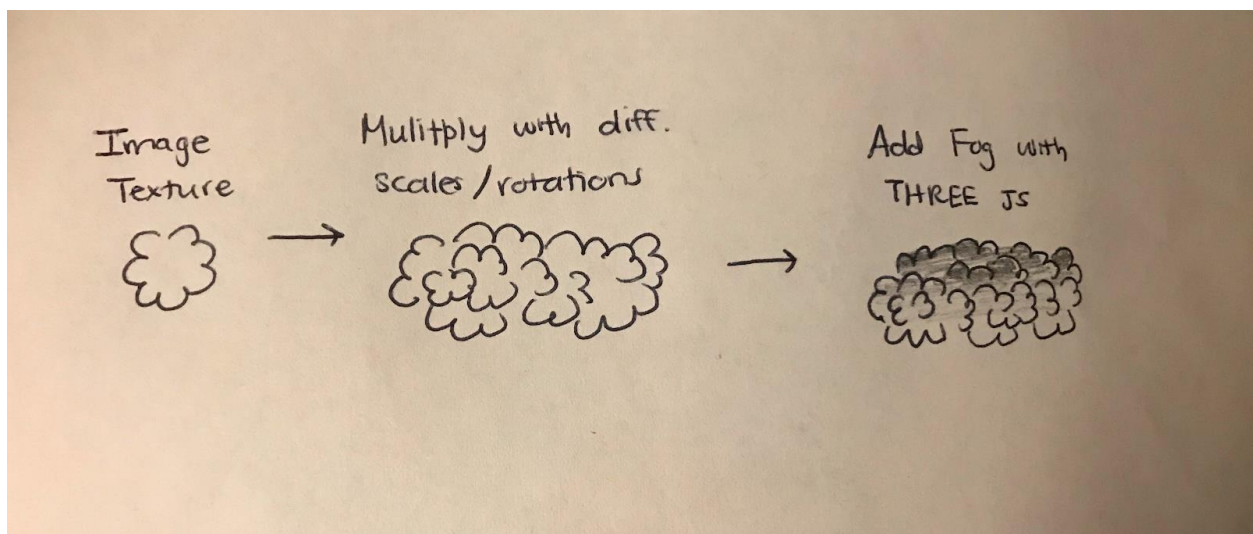 Image
Texture
Mulitply with diff.
scales/rotations
Add Fog with
THREE JS